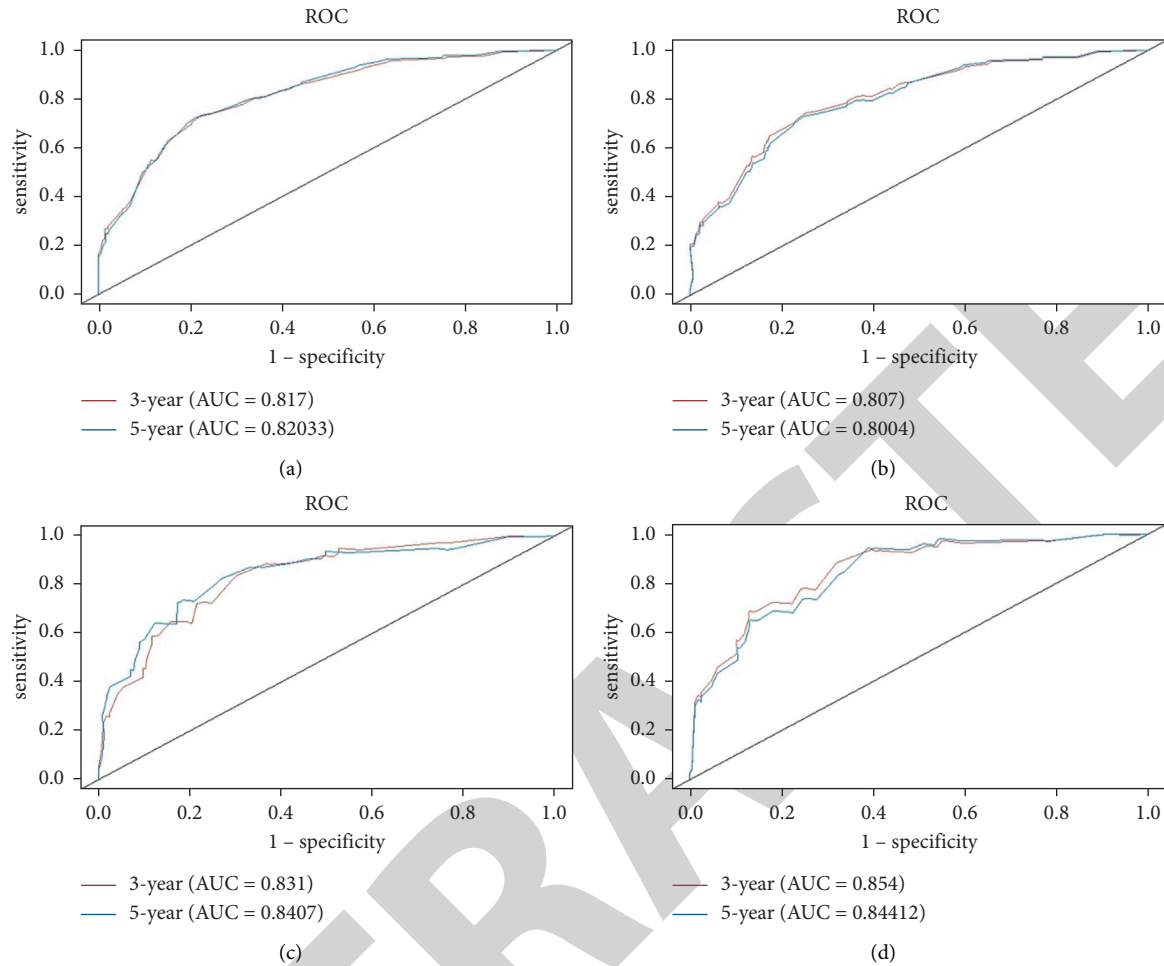 ROC
1.0
0.8
0.6
0.4
0.2
0.0
sensitivity
0.0 0.2 0.4 0.6 0.8 1.0
1 – specificity
3-year (AUC = 0.817)
5-year (AUC = 0.82033)
(a)
ROC
1.0
0.8
0.6
0.4
0.2
0.0
sensitivity
0.0 0.2 0.4 0.6 0.8 1.0
1 – specificity
3-year (AUC = 0.807)
5-year (AUC = 0.8004)
(b)
ROC
1.0
0.8
0.6
0.4
0.2
0.0
sensitivity
0.0 0.2 0.4 0.6 0.8 1.0
1 – specificity
3-year (AUC = 0.831)
5-year (AUC = 0.8407)
(c)
ROC
1.0
0.8
0.6
0.4
0.2
0.0
sensitivity
0.0 0.2 0.4 0.6 0.8 1.0
1 – specificity
3-year (AUC = 0.854)
5-year (AUC = 0.84412)
(d)
RACTE